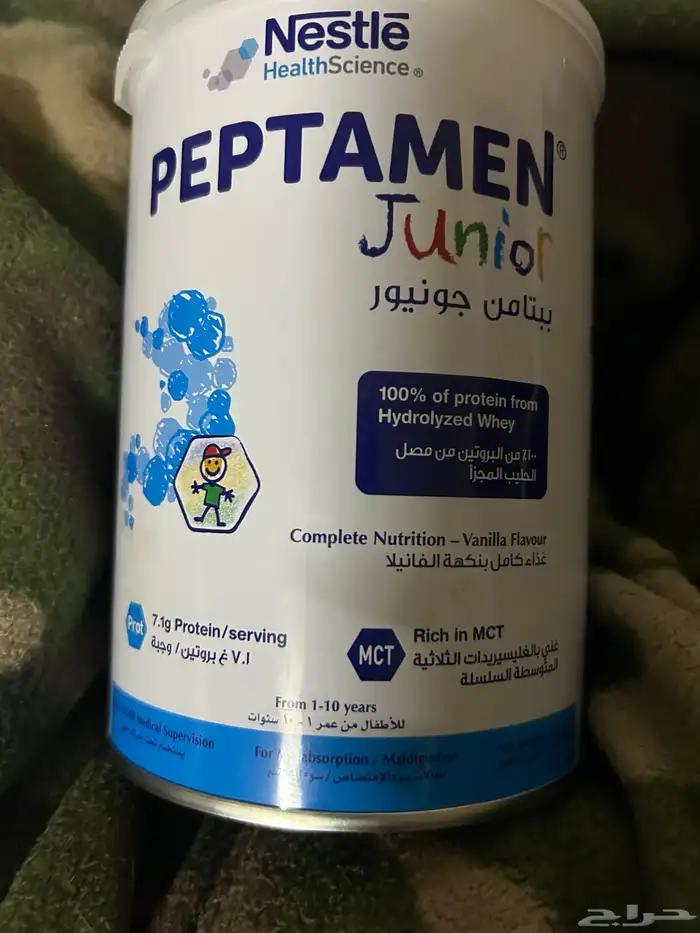 Nestlē
HealthScience®
PEPTAMEN®
Junior
ببتامن جونيور
100% of protein from
Hydrolyzed Whey
١٠٠٪ من البروتين من مصل
الحليب المجزأ
Complete Nutrition – Vanilla Flavour
غذاء كامل بنكهة الفانيلا
Prot
7.1g Protein/serving
٧.١ غ بروتين / وجبة
MCT
Rich in MCT
غني بالغليسيريدات الثلاثية
المتوسطة السلسلة
From 1-10 years
للأطفال من عمر ١-١٠ سنوات
Medical Supervision
For Malabsorption / Maldigestion
حراج